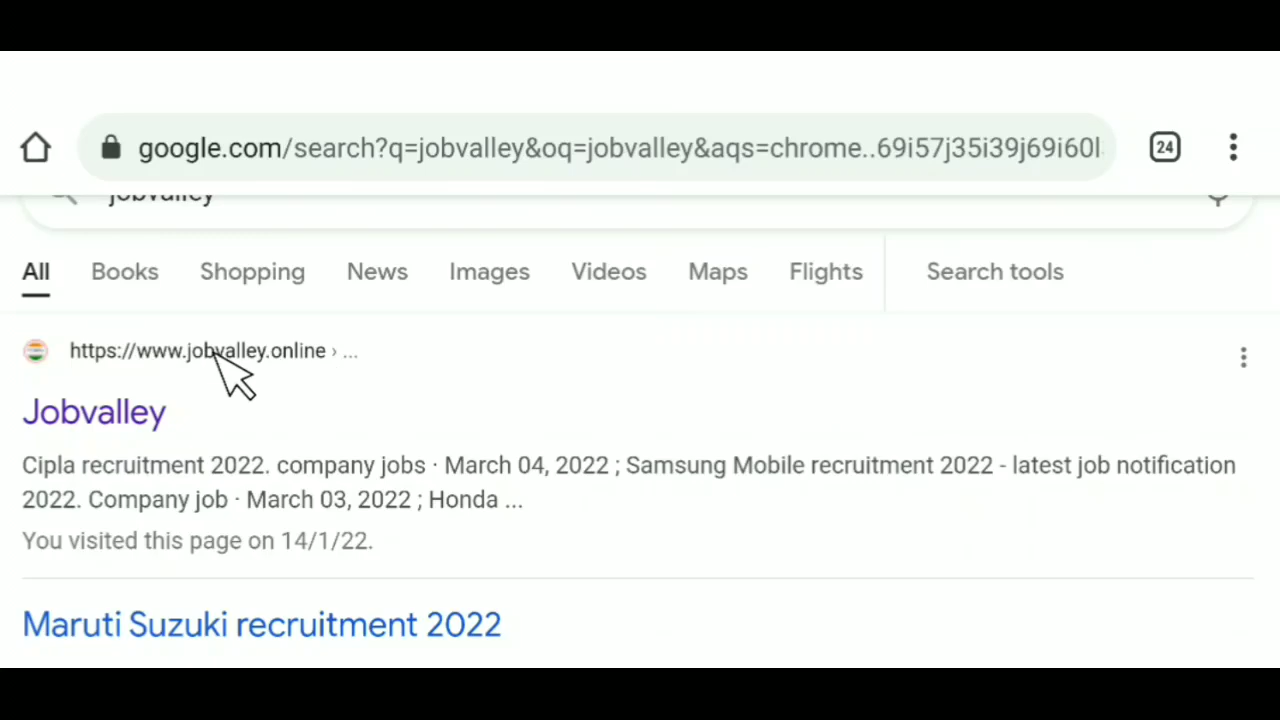 google.com/search?q=jobvalley&oq=jobvalley&aqs=chrome..69i57j35i39j69i60l
24
jobvalley
All Books Shopping News Images Videos Maps Flights Search tools
https://www.jobvalley.online › ...
Jobvalley
Cipla recruitment 2022. company jobs · March 04, 2022 ; Samsung Mobile recruitment 2022 - latest job notification
2022. Company job · March 03, 2022 ; Honda ...
You visited this page on 14/1/22.
Maruti Suzuki recruitment 2022